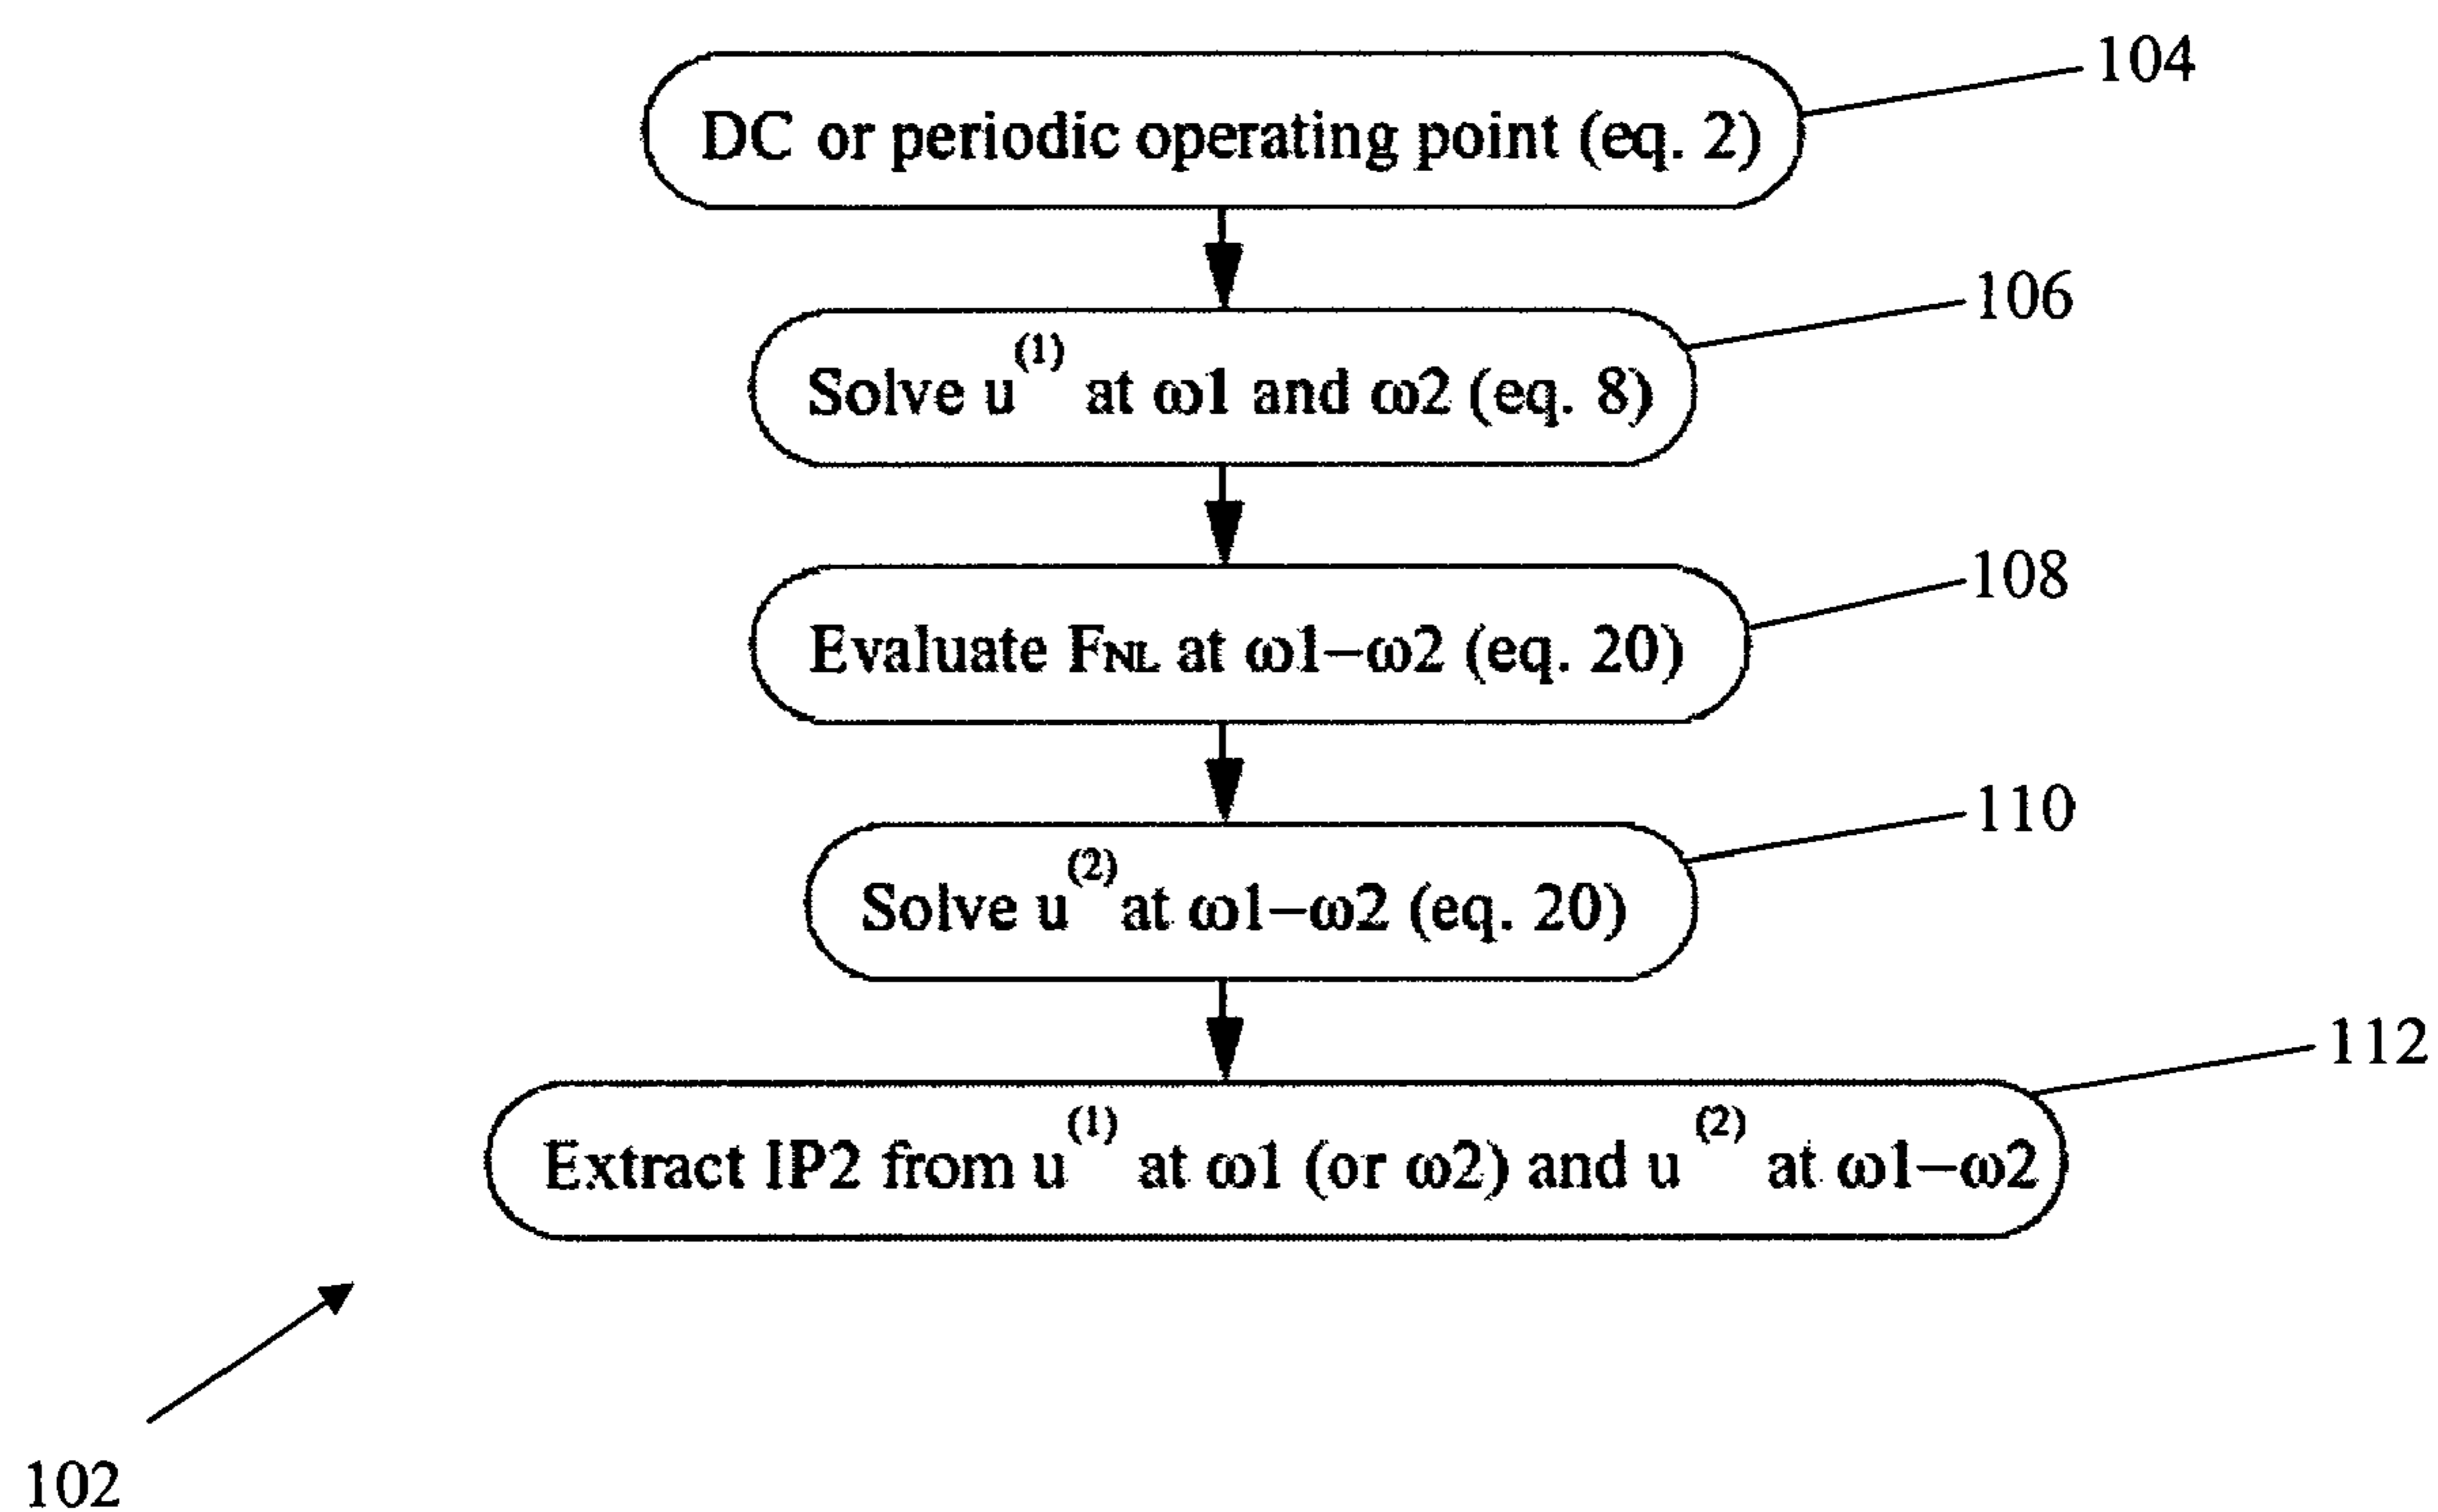 104
DC or periodic operating point (eq. 2)
106
Solve u⁽¹⁾ at ω1 and ω2 (eq. 8)
108
Evaluate FNL at ω1–ω2 (eq. 20)
110
Solve u⁽²⁾ at ω1–ω2 (eq. 20)
112
Extract IP2 from u⁽¹⁾ at ω1 (or ω2) and u⁽²⁾ at ω1–ω2
102